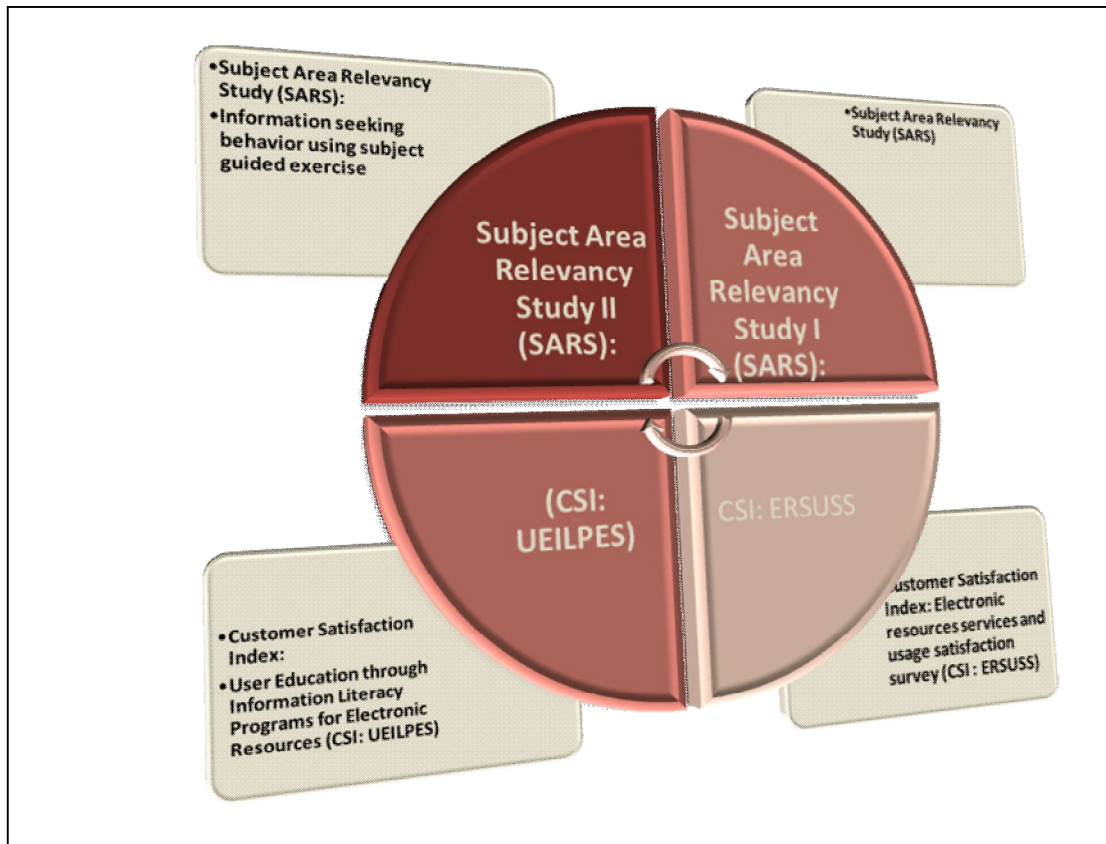 •Subject Area Relevancy
Study (SARS):
•Information seeking
behavior using subject
guided exercise
•Subject Area Relevancy
Study (SARS)
Subject Area
Relevancy
Study II
(SARS):
Subject
Area
Relevancy
Study I
(SARS):
(CSI:
UEILPES)
CSI: ERSUSS
•Customer Satisfaction
Index:
•User Education through
Information Literacy
Programs for Electronic
Resources (CSI: UEILPES)
ustomer Satisfaction
Index: Electronic
resources services and
usage satisfaction
survey (CSI : ERSUSS)